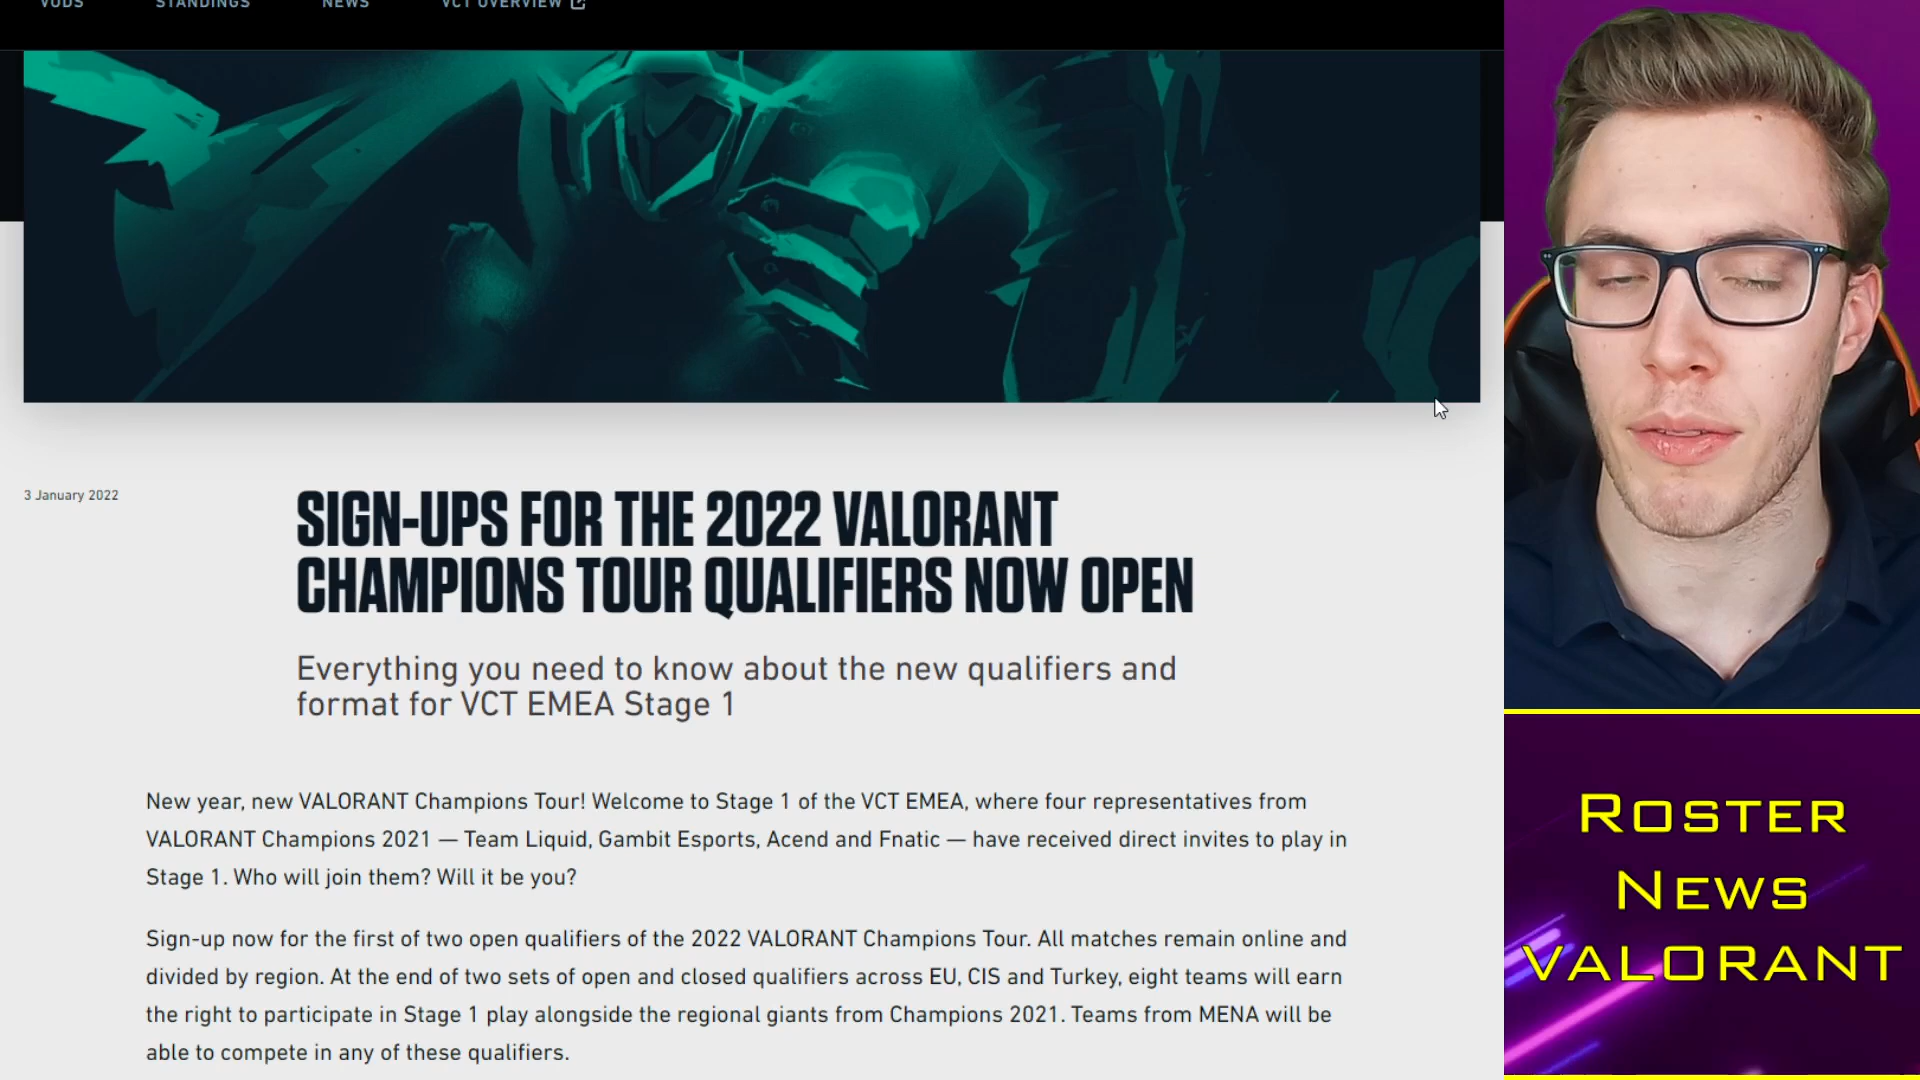 VODS STANDINGS NEWS VCT OVERVIEW
3 January 2022
SIGN-UPS FOR THE 2022 VALORANT
CHAMPIONS TOUR QUALIFIERS NOW OPEN
Everything you need to know about the new qualifiers and
format for VCT EMEA Stage 1
New year, new VALORANT Champions Tour! Welcome to Stage 1 of the VCT EMEA, where four representatives from
VALORANT Champions 2021 — Team Liquid, Gambit Esports, Acend and Fnatic — have received direct invites to play in
Stage 1. Who will join them? Will it be you?
Sign-up now for the first of two open qualifiers of the 2022 VALORANT Champions Tour. All matches remain online and
divided by region. At the end of two sets of open and closed qualifiers across EU, CIS and Turkey, eight teams will earn
the right to participate in Stage 1 play alongside the regional giants from Champions 2021. Teams from MENA will be
able to compete in any of these qualifiers.
ROSTER
NEWS
VALORANT